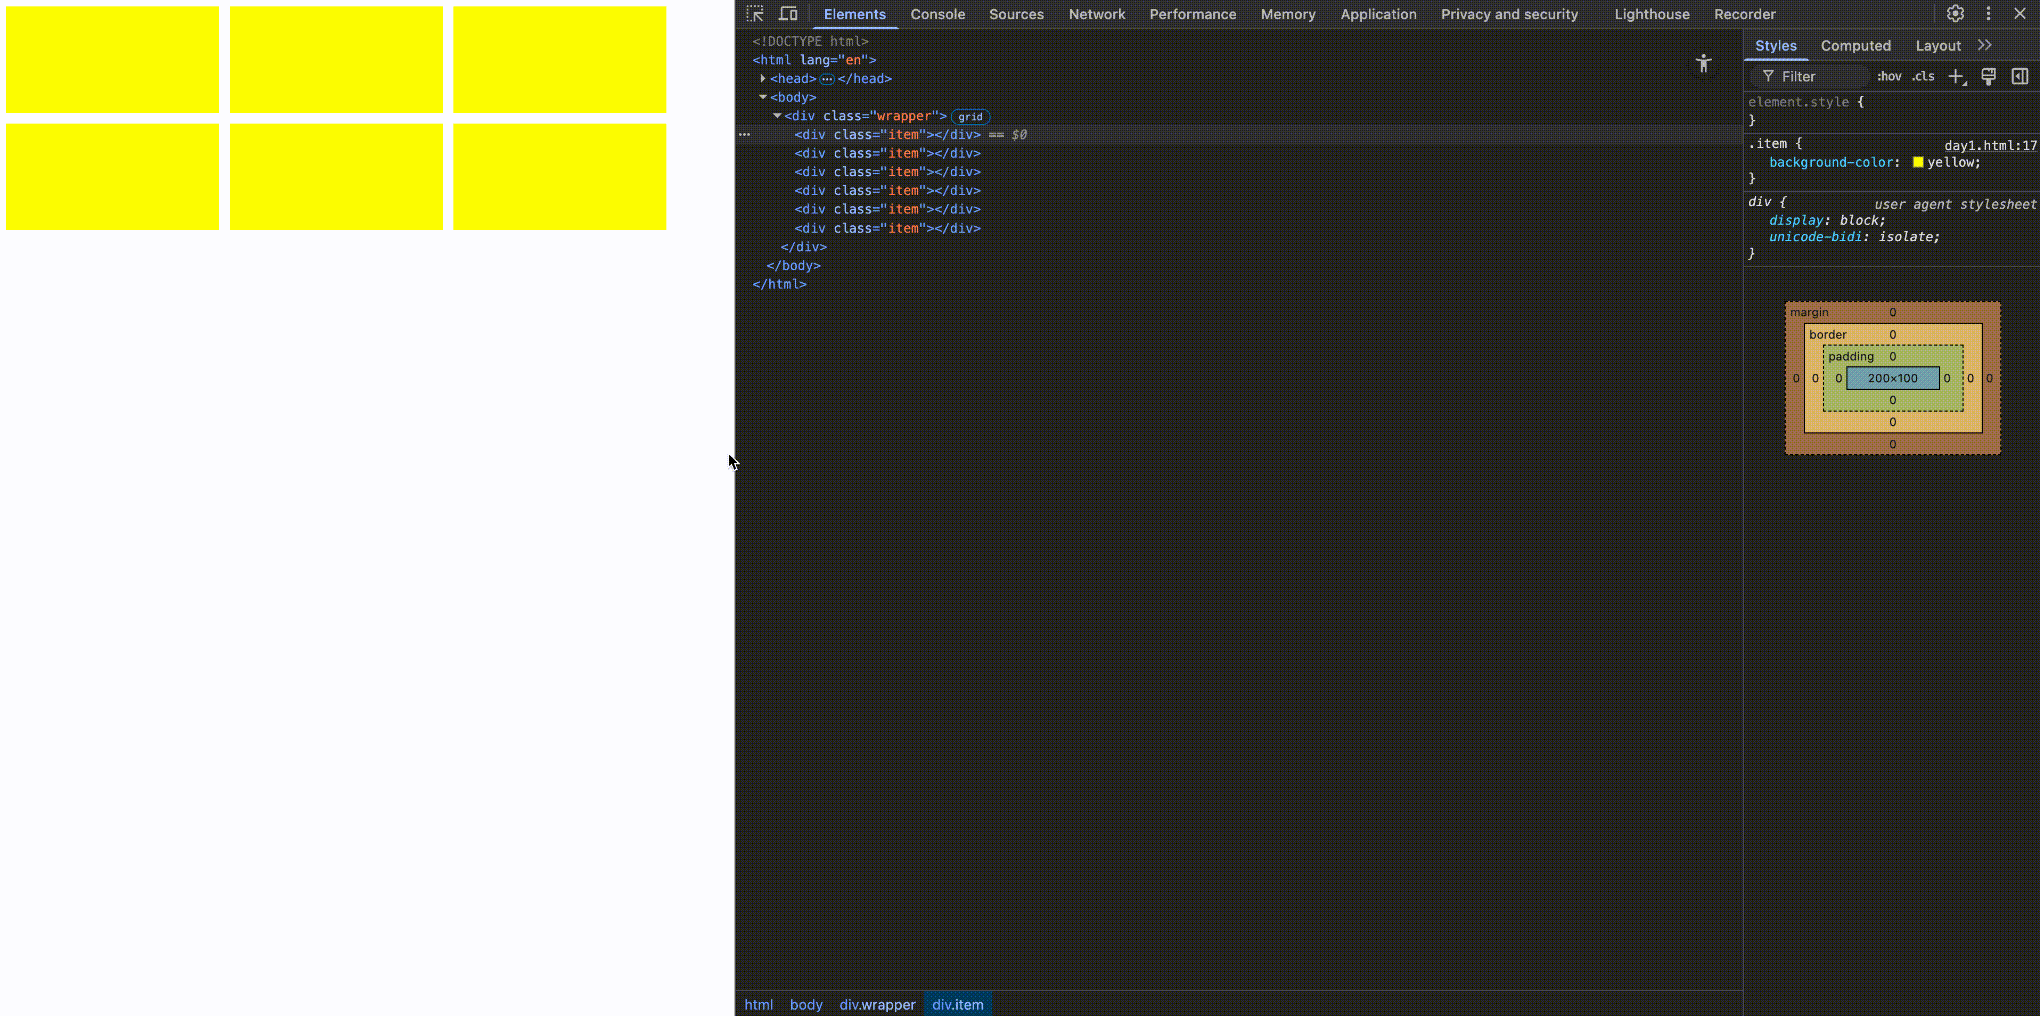 Elements Console Sources Network Performance Memory Application Privacy and security Lighthouse Recorder
<!DOCTYPE html>
<html lang="en">
<head> ⋯ </head>
<body>
<div class="wrapper"> grid
<div class="item"></div> == $0
<div class="item"></div>
<div class="item"></div>
<div class="item"></div>
<div class="item"></div>
<div class="item"></div>
</div>
</body>
</html>
html body div.wrapper div.item
Styles Computed Layout
Filter :hov .cls
element.style {
}
.item { day1.html:17
background-color: yellow;
}
div { user agent stylesheet
display: block;
unicode-bidi: isolate;
}
margin 0
border 0
padding 0
0 0 0 200×100 0 0 0
0
0
0